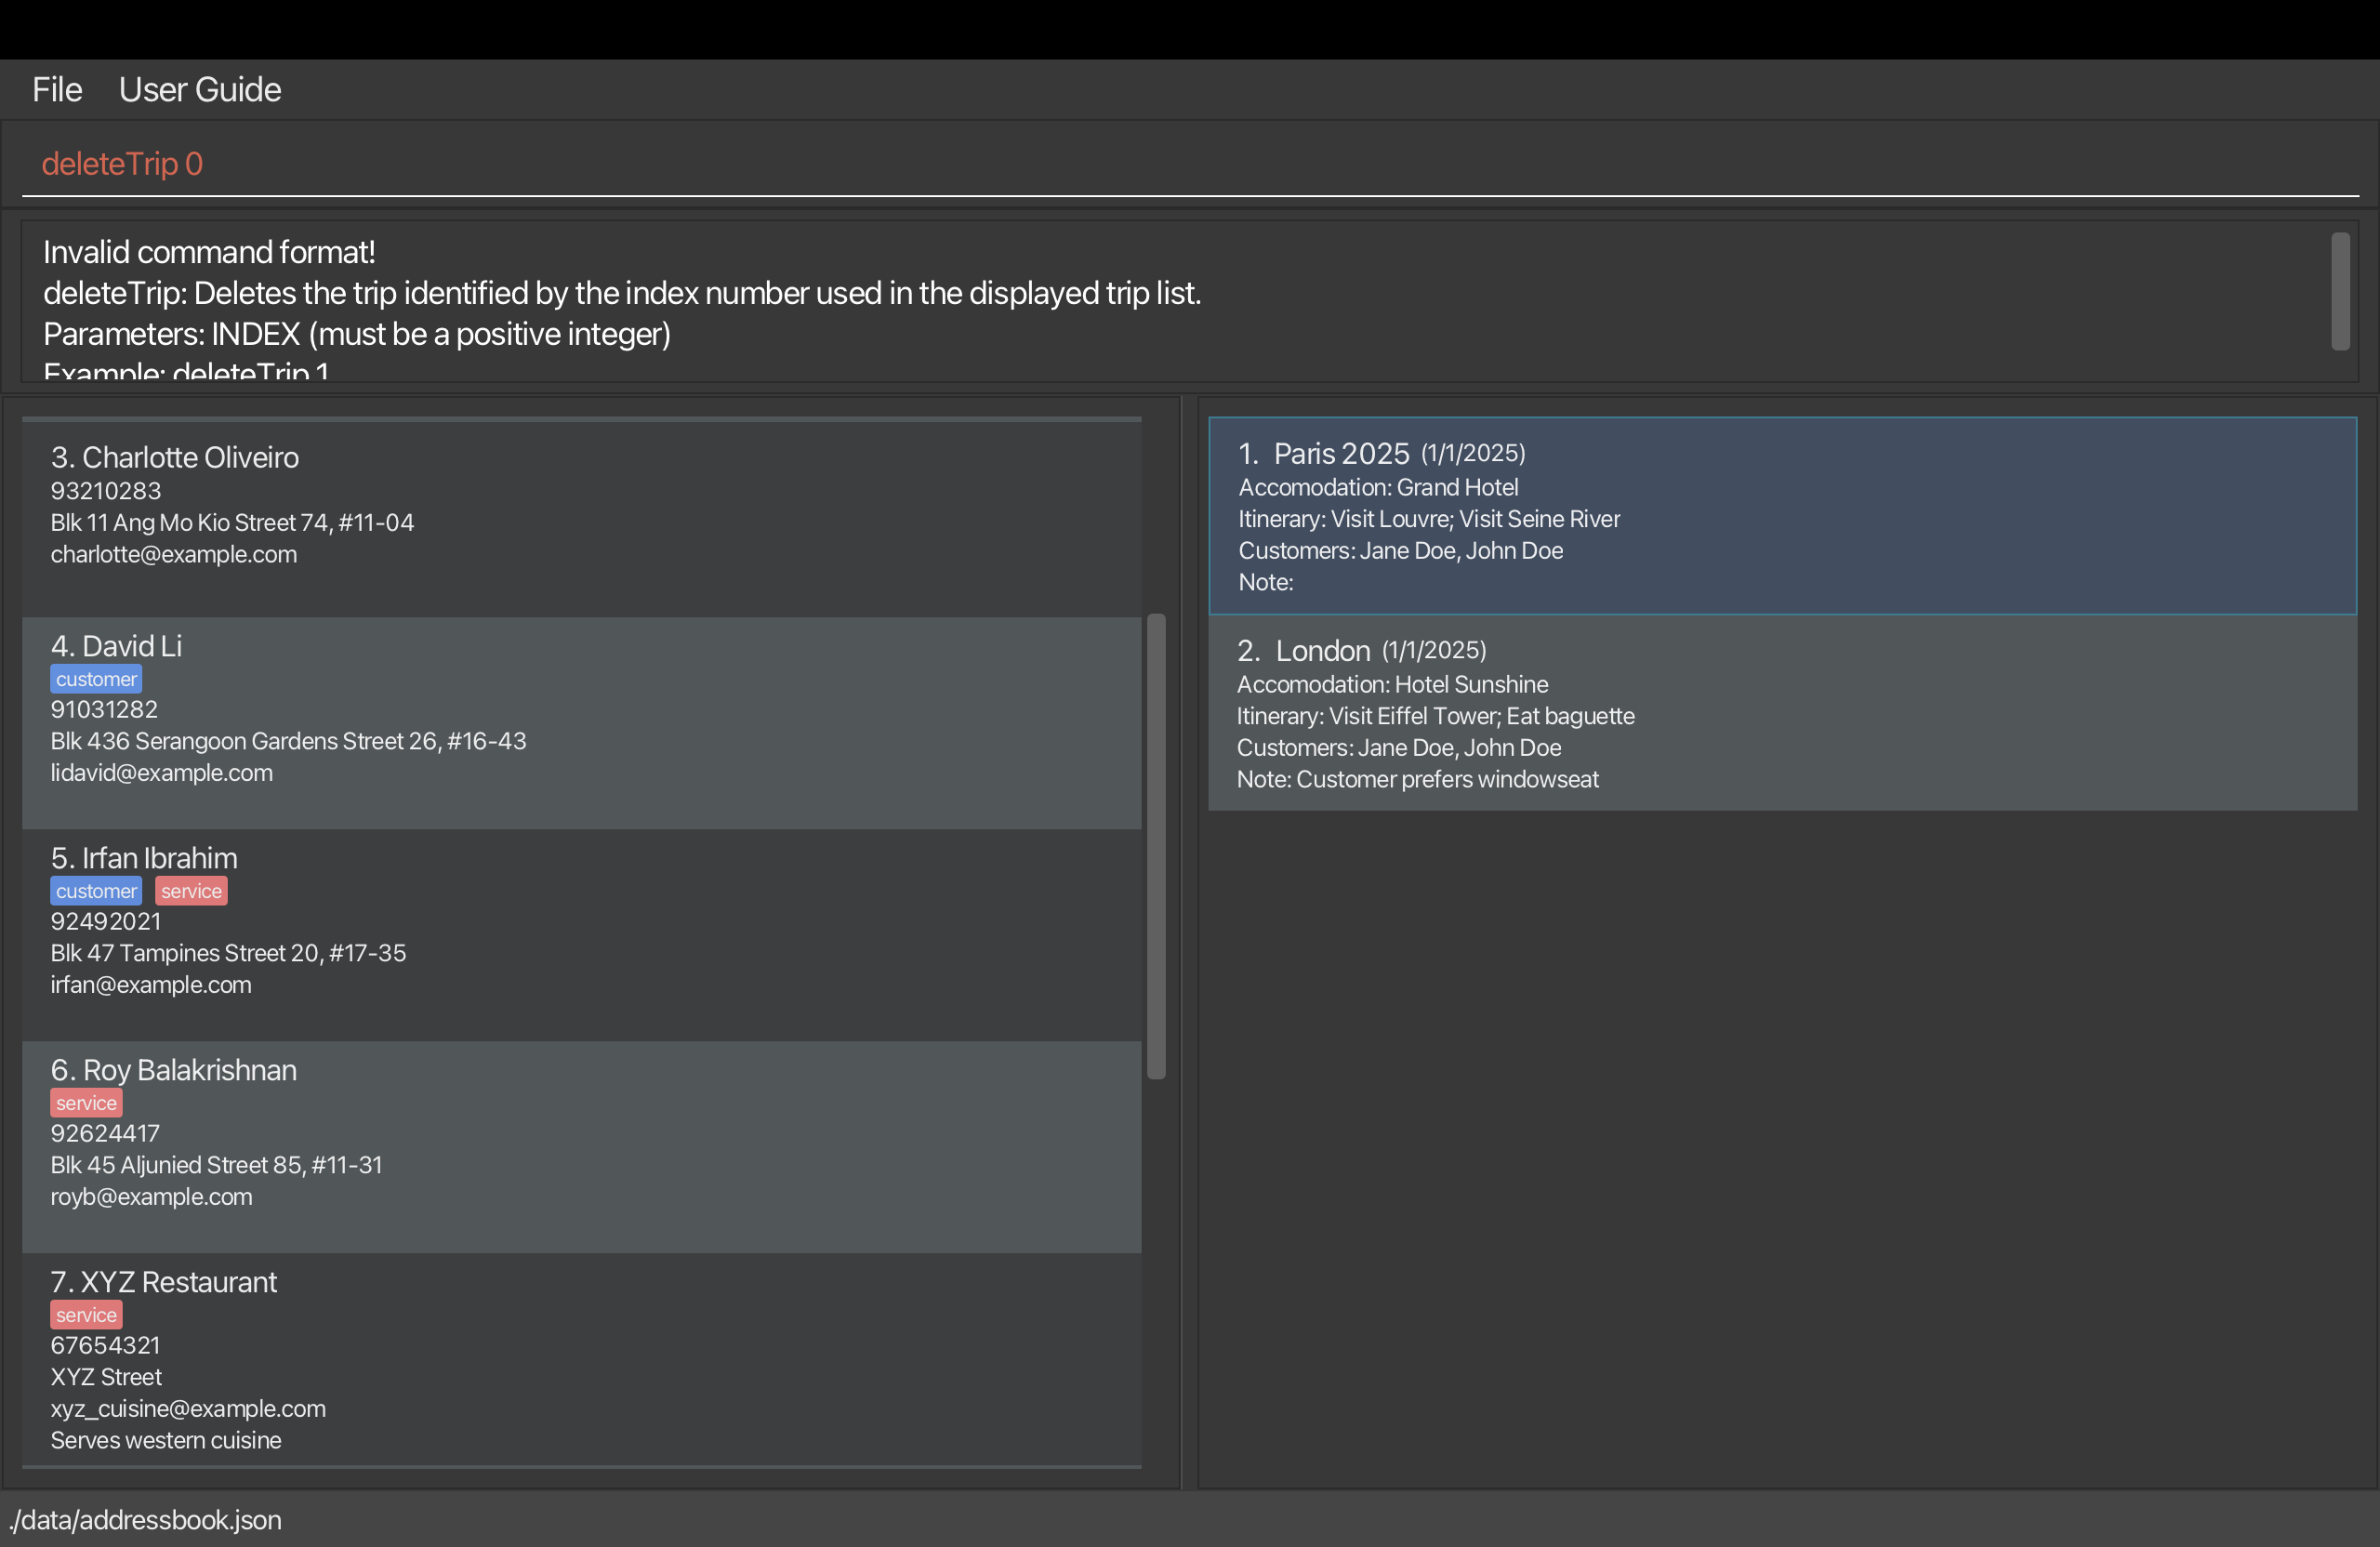 File User Guide
deleteTrip 0
Invalid command format!
deleteTrip: Deletes the trip identified by the index number used in the displayed trip list.
Parameters: INDEX (must be a positive integer)
Example: deleteTrip 1
3. Charlotte Oliveiro
93210283
Blk 11 Ang Mo Kio Street 74, #11-04
charlotte@example.com
4. David Li
customer
91031282
Blk 436 Serangoon Gardens Street 26, #16-43
lidavid@example.com
5. Irfan Ibrahim
customer service
92492021
Blk 47 Tampines Street 20, #17-35
irfan@example.com
6. Roy Balakrishnan
service
92624417
Blk 45 Aljunied Street 85, #11-31
royb@example.com
7. XYZ Restaurant
service
67654321
XYZ Street
xyz_cuisine@example.com
Serves western cuisine
1. Paris 2025 (1/1/2025)
Accomodation: Grand Hotel
Itinerary: Visit Louvre; Visit Seine River
Customers: Jane Doe, John Doe
Note:
2. London (1/1/2025)
Accomodation: Hotel Sunshine
Itinerary: Visit Eiffel Tower; Eat baguette
Customers: Jane Doe, John Doe
Note: Customer prefers windowseat
./data/addressbook.json